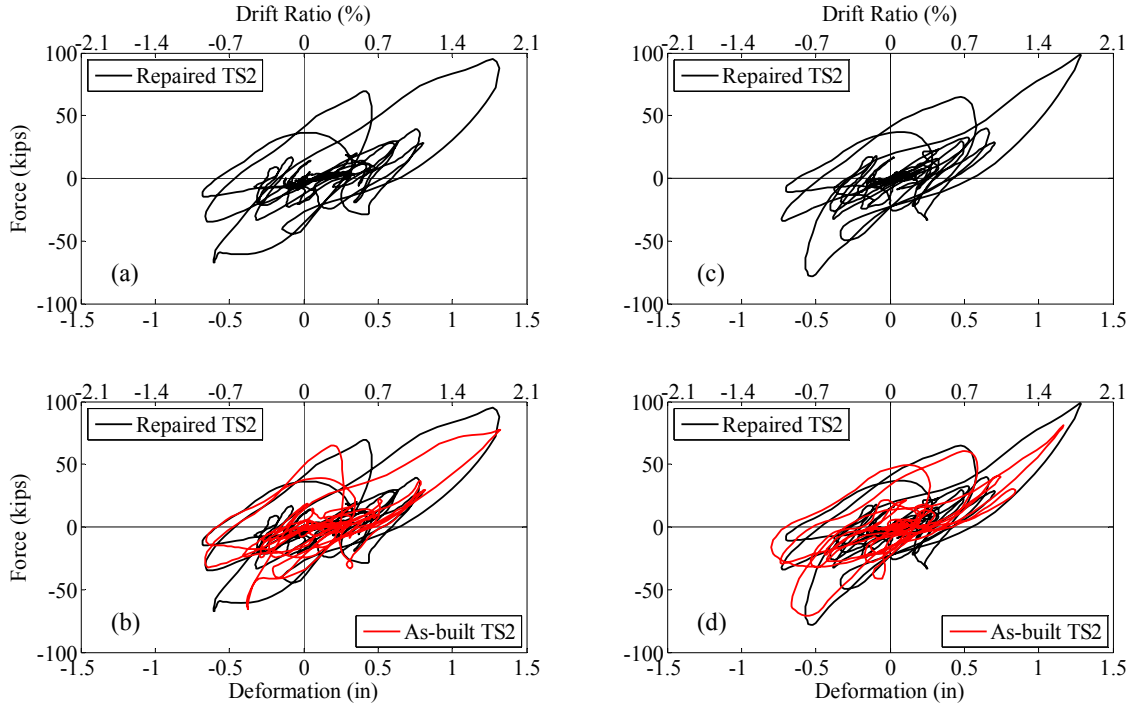 Drift Ratio (%)
-2.1 -1.4 -0.7 0 0.7 1.4 2.1
100
50
0
-50
-100
Force (kips)
Repaired TS2
(a)
-1.5 -1 -0.5 0 0.5 1 1.5
Drift Ratio (%)
-2.1 -1.4 -0.7 0 0.7 1.4 2.1
100
50
0
-50
-100
Repaired TS2
(c)
-1.5 -1 -0.5 0 0.5 1 1.5
-2.1 -1.4 -0.7 0 0.7 1.4 2.1
100
50
0
-50
-100
Force (kips)
Repaired TS2
(b)
As-built TS2
-1.5 -1 -0.5 0 0.5 1 1.5
Deformation (in)
-2.1 -1.4 -0.7 0 0.7 1.4 2.1
100
50
0
-50
-100
Repaired TS2
(d)
As-built TS2
-1.5 -1 -0.5 0 0.5 1 1.5
Deformation (in)